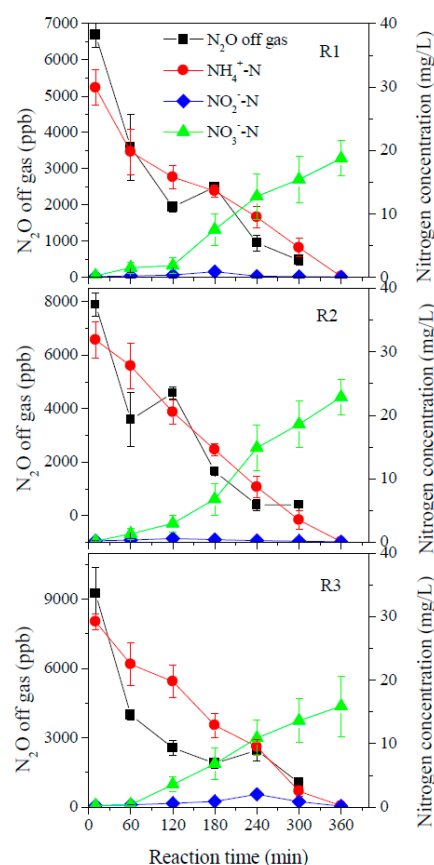 7000
6000
5000
4000
3000
2000
1000
0
N₂O off gas (ppb)
N₂O off gas
NH₄⁺-N
NO₂⁻-N
NO₃⁻-N
R1
40
30
20
10
0
Nitrogen concentration (mg/L)
8000
6000
4000
2000
0
N₂O off gas (ppb)
R2
40
30
20
10
0
Nitrogen concentration (mg/L)
9000
6000
3000
0
N₂O off gas (ppb)
R3
40
30
20
10
0
Nitrogen concentration (mg/L)
0 60 120 180 240 300 360
Reaction time (min)